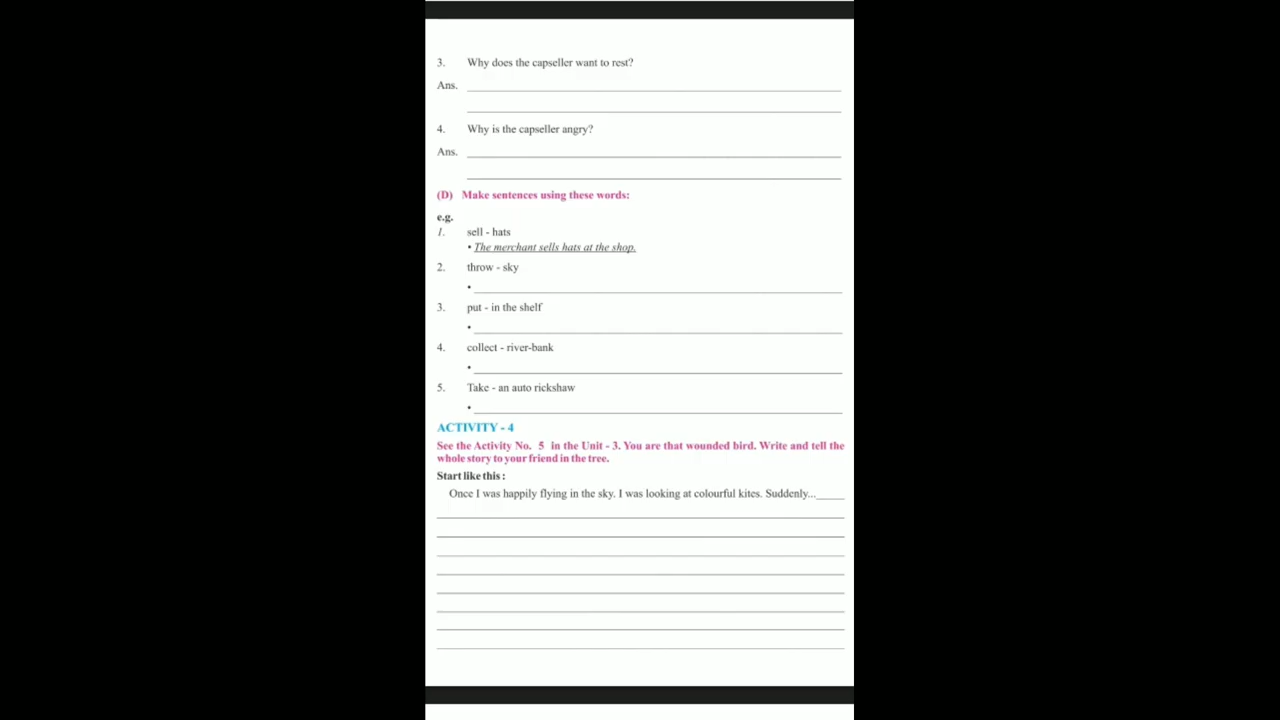 3. Why does the capseller want to rest?
Ans.
4. Why is the capseller angry?
Ans.
(D) Make sentences using these words:
e.g.
1. sell - hats
• The merchant sells hats at the shop.
2. throw - sky
•
3. put - in the shelf
•
4. collect - river-bank
•
5. Take - an auto rickshaw
•
ACTIVITY - 4
See the Activity No. 5 in the Unit - 3. You are that wounded bird. Write and tell the
whole story to your friend in the tree.
Start like this :
Once I was happily flying in the sky. I was looking at colourful kites. Suddenly...